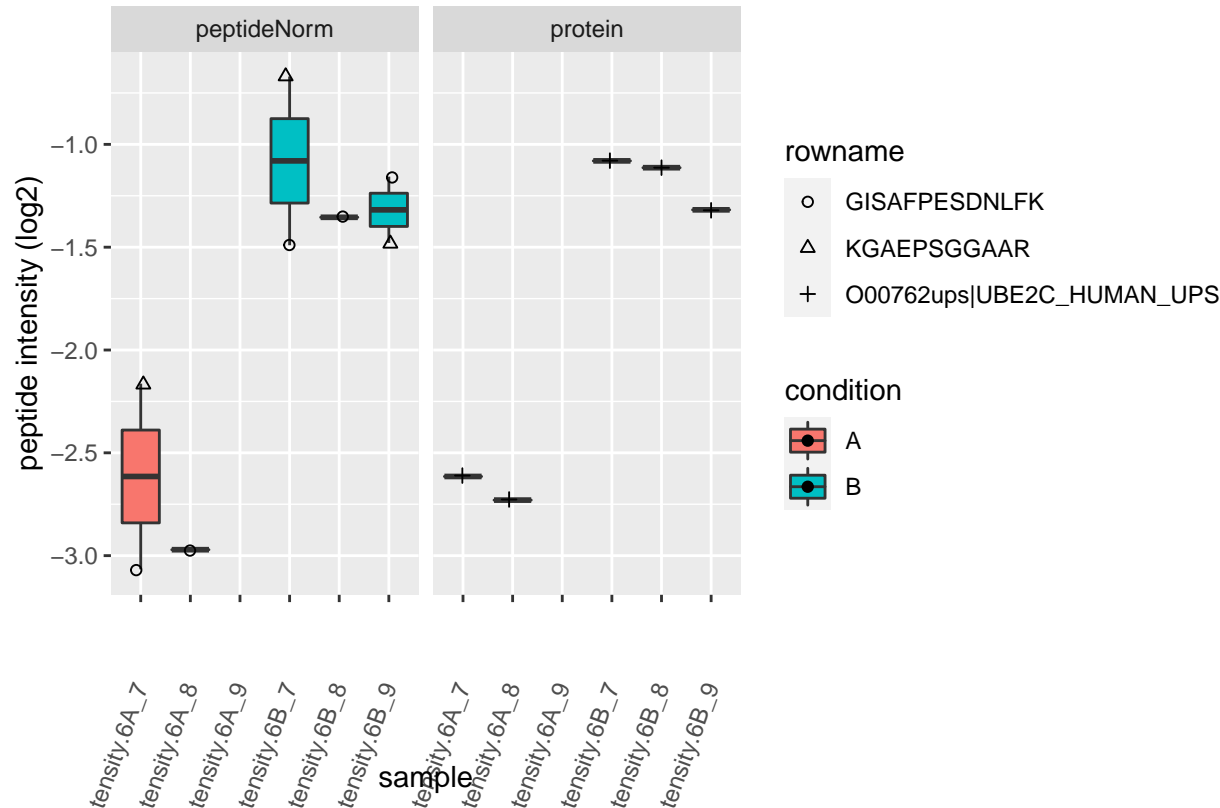 peptideNorm
protein
peptide intensity (log2)
−1.0
−1.5
−2.0
−2.5
−3.0
tensity.6A_7
tensity.6A_8
tensity.6A_9
tensity.6B_7
tensity.6B_8
tensity.6B_9
tensity.6A_7
tensity.6A_8
tensity.6A_9
tensity.6B_7
tensity.6B_8
tensity.6B_9
sample
rowname
GISAFPESDNLFK
KGAEPSGGAAR
O00762ups|UBE2C_HUMAN_UPS
condition
A
B